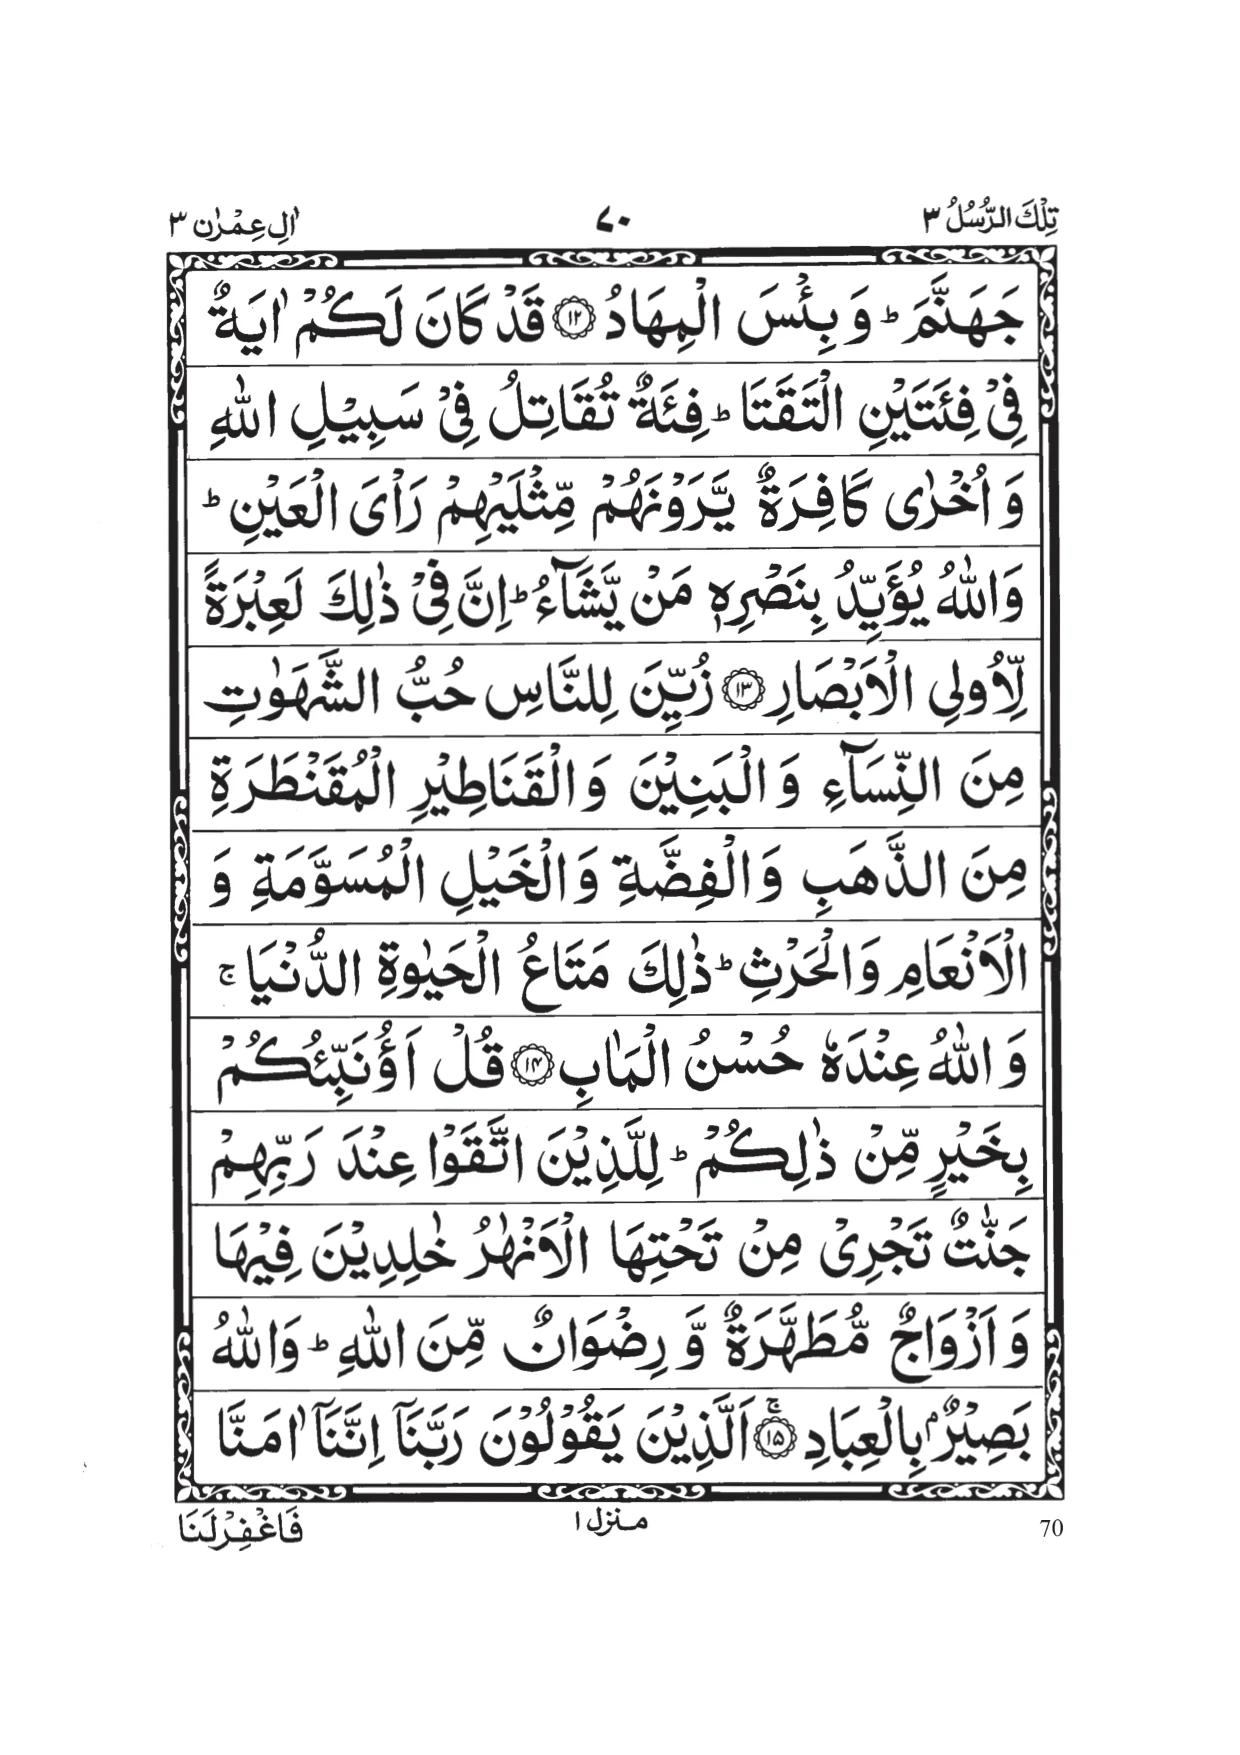 تِلْكَ الرُّسُلُ ٣
٧٠
اٰلِ عِمْرٰن ٣
جَهَنَّمَ ؕ وَ بِئْسَ الْمِهَادُ ۝۱۲ قَدْ كَانَ لَكُمْ اٰيَةٌ
فِيْ فِئَتَيْنِ الْتَقَتَا ؕ فِئَةٌ تُقَاتِلُ فِيْ سَبِيْلِ اللّٰهِ
وَ اُخْرٰى كَافِرَةٌ يَّرَوْنَهُمْ مِّثْلَيْهِمْ رَاْيَ الْعَيْنِ ؕ
وَاللّٰهُ يُؤَيِّدُ بِنَصْرِهٖ مَنْ يَّشَآءُ ؕ اِنَّ فِيْ ذٰلِكَ لَعِبْرَةً
لِّاُولِي الْاَبْصَارِ ۝۱۳ زُيِّنَ لِلنَّاسِ حُبُّ الشَّهَوٰتِ
مِنَ النِّسَآءِ وَ الْبَنِيْنَ وَ الْقَنَاطِيْرِ الْمُقَنْطَرَةِ
مِنَ الذَّهَبِ وَ الْفِضَّةِ وَ الْخَيْلِ الْمُسَوَّمَةِ وَ
الْاَنْعَامِ وَ الْحَرْثِ ؕ ذٰلِكَ مَتَاعُ الْحَيٰوةِ الدُّنْيَا ۚ
وَ اللّٰهُ عِنْدَهٗ حُسْنُ الْمَاٰبِ ۝۱۴ قُلْ اَؤُنَبِّئُكُمْ
بِخَيْرٍ مِّنْ ذٰلِكُمْ ؕ لِلَّذِيْنَ اتَّقَوْا عِنْدَ رَبِّهِمْ
جَنّٰتٌ تَجْرِيْ مِنْ تَحْتِهَا الْاَنْهٰرُ خٰلِدِيْنَ فِيْهَا
وَ اَزْوَاجٌ مُّطَهَّرَةٌ وَّ رِضْوَانٌ مِّنَ اللّٰهِ ؕ وَاللّٰهُ
بَصِيْرٌۢ بِالْعِبَادِ ۝۱۵ۚ اَلَّذِيْنَ يَقُوْلُوْنَ رَبَّنَاۤ اِنَّنَاۤ اٰمَنَّا
70
منزل ١
فَاغْفِرْلَنَا